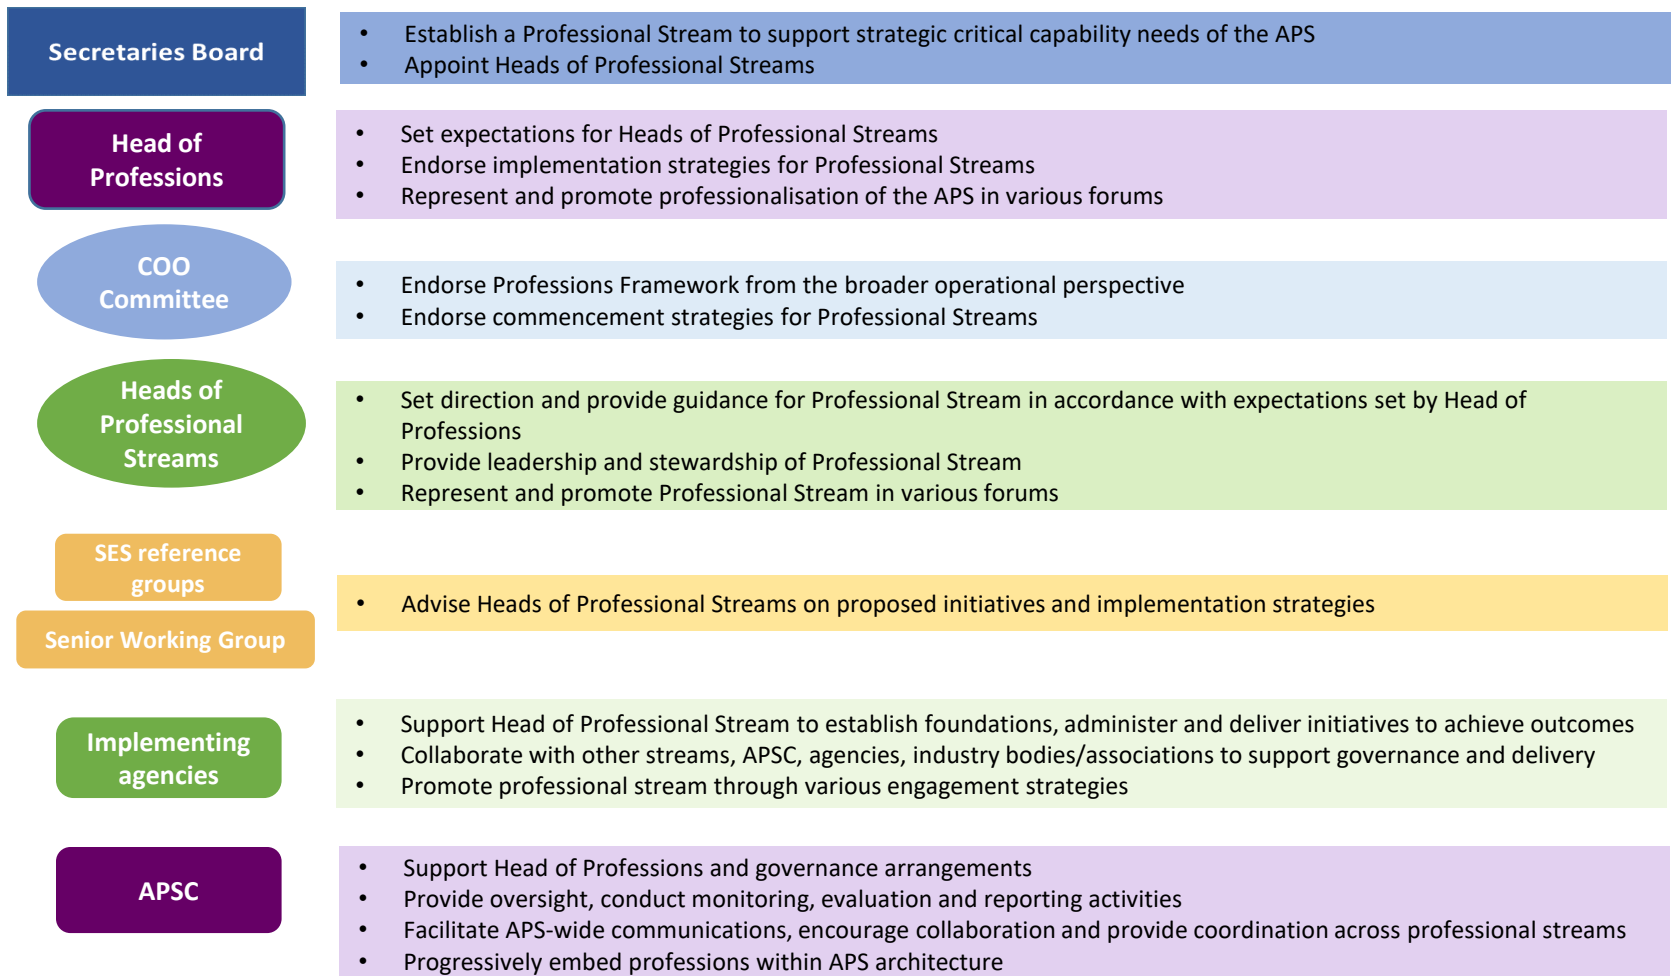 Secretaries Board
• Establish a Professional Stream to support strategic critical capability needs of the APS
• Appoint Heads of Professional Streams
Head of
Professions
• Set expectations for Heads of Professional Streams
• Endorse implementation strategies for Professional Streams
• Represent and promote professionalisation of the APS in various forums
COO
Committee
• Endorse Professions Framework from the broader operational perspective
• Endorse commencement strategies for Professional Streams
Heads of
Professional
Streams
• Set direction and provide guidance for Professional Stream in accordance with expectations set by Head of
Professions
• Provide leadership and stewardship of Professional Stream
• Represent and promote Professional Stream in various forums
SES reference
groups
Senior Working Group
• Advise Heads of Professional Streams on proposed initiatives and implementation strategies
Implementing
agencies
• Support Head of Professional Stream to establish foundations, administer and deliver initiatives to achieve outcomes
• Collaborate with other streams, APSC, agencies, industry bodies/associations to support governance and delivery
• Promote professional stream through various engagement strategies
APSC
• Support Head of Professions and governance arrangements
• Provide oversight, conduct monitoring, evaluation and reporting activities
• Facilitate APS-wide communications, encourage collaboration and provide coordination across professional streams
• Progressively embed professions within APS architecture